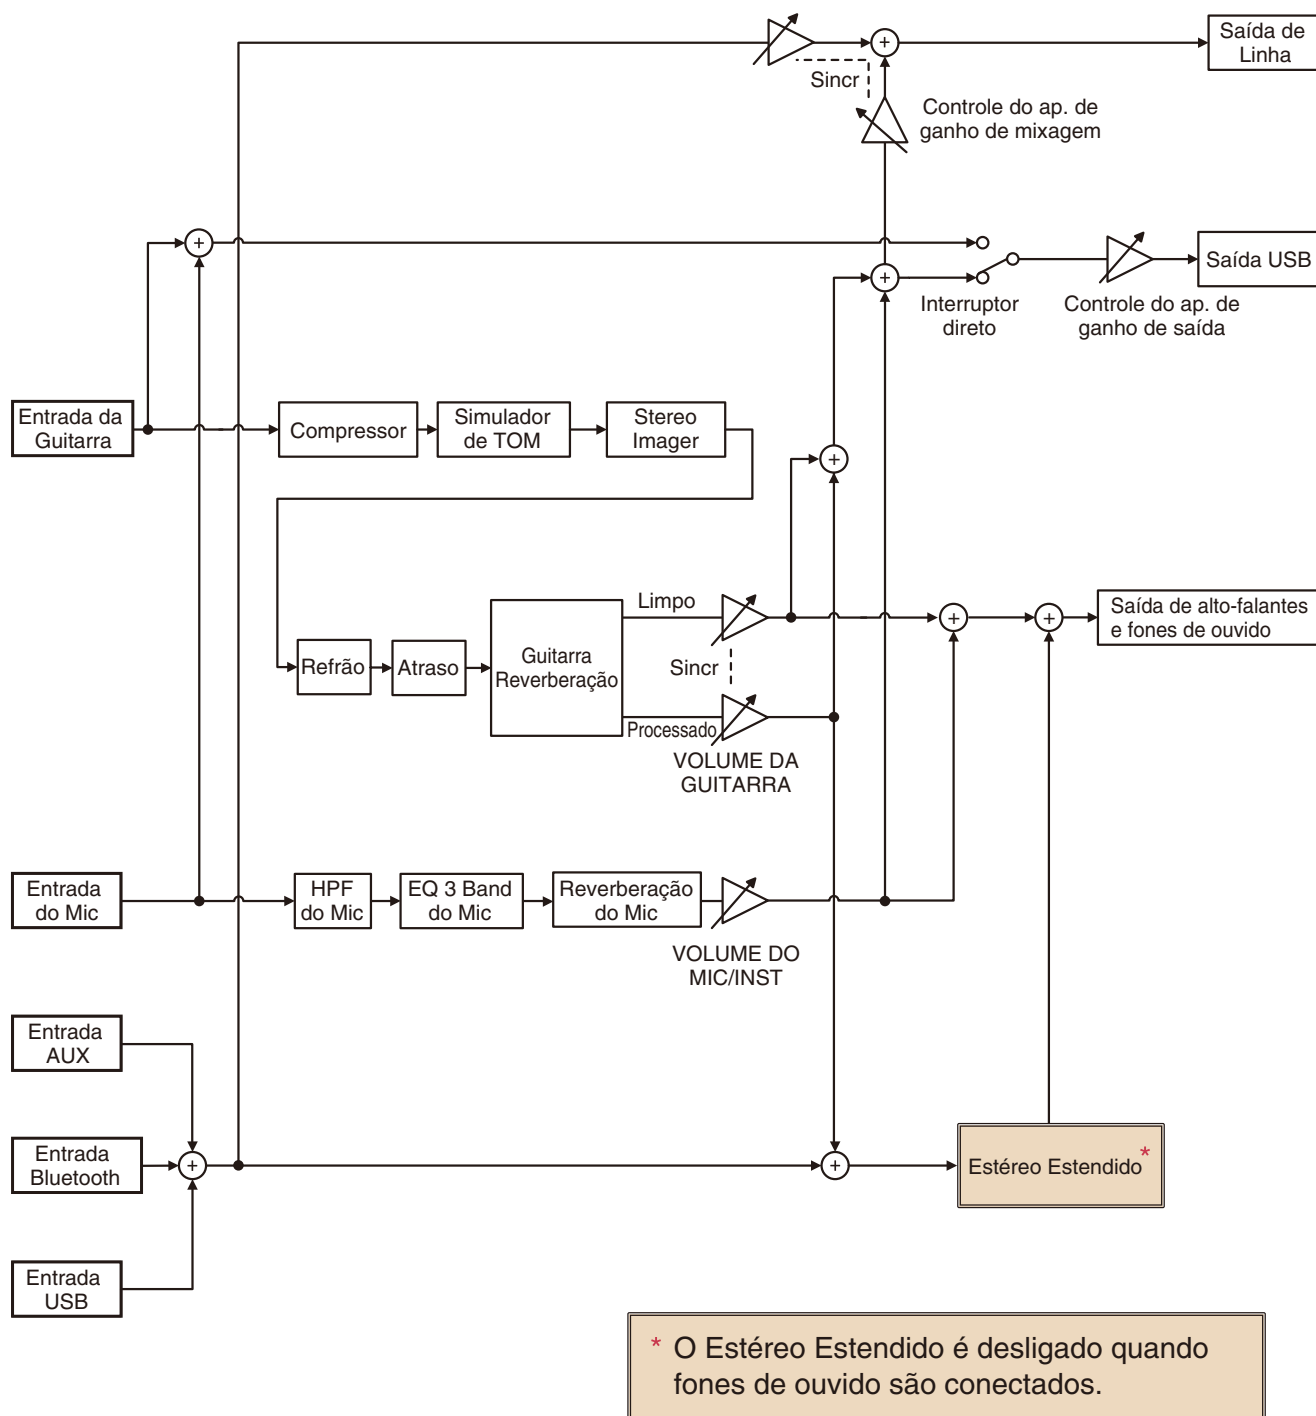 Saída de
Linha
Sincr
Controle do ap. de
ganho de mixagem
+
+
+
Saída USB
Interruptor
direto
Controle do ap. de
ganho de saída
Entrada da
Guitarra
Compressor
Simulador
de TOM
Stereo
Imager
+
Limpo
Guitarra
Reverberação
Refrão
Atraso
Sincr
Processado
VOLUME DA
GUITARRA
+
+
Saída de alto-falantes
e fones de ouvido
Entrada
do Mic
HPF
do Mic
EQ 3 Band
do Mic
Reverberação
do Mic
VOLUME DO
MIC/INST
Entrada
AUX
Entrada
Bluetooth
+
+
Estéreo Estendido*
Entrada
USB
* O Estéreo Estendido é desligado quando
fones de ouvido são conectados.